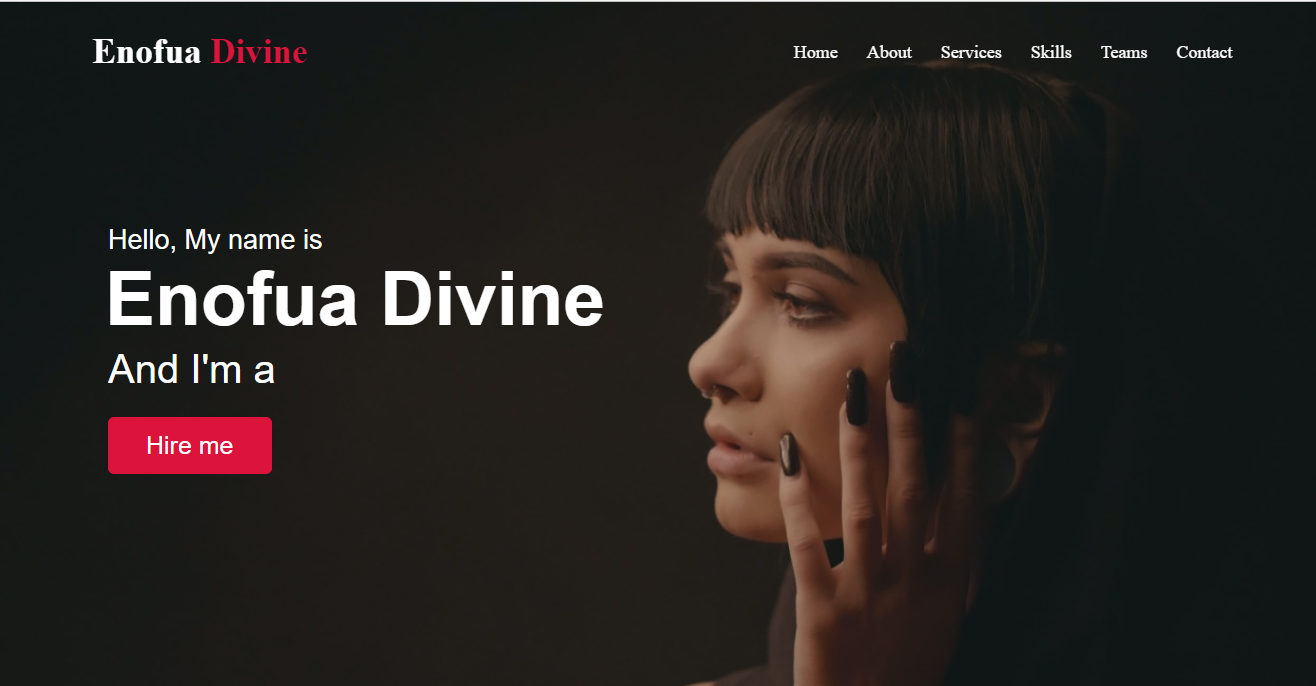 Enofua Divine
Home About Services Skills Teams Contact
Hello, My name is
Enofua Divine
And I'm a
Hire me